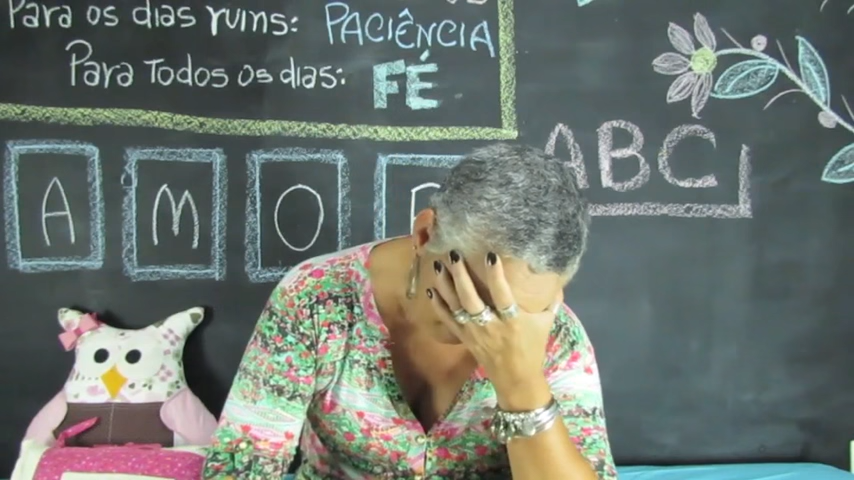 Para os dias ruins: PACIÊNCIA
Para Todos os dias: FÉ
ABC
A M O